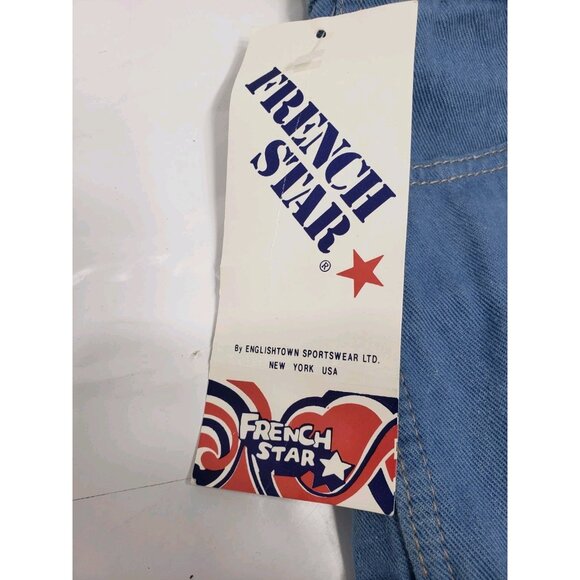 FRENCH
STAR
®
By ENGLISHTOWN SPORTSWEAR LTD.
NEW YORK USA
FRENCH
STAR